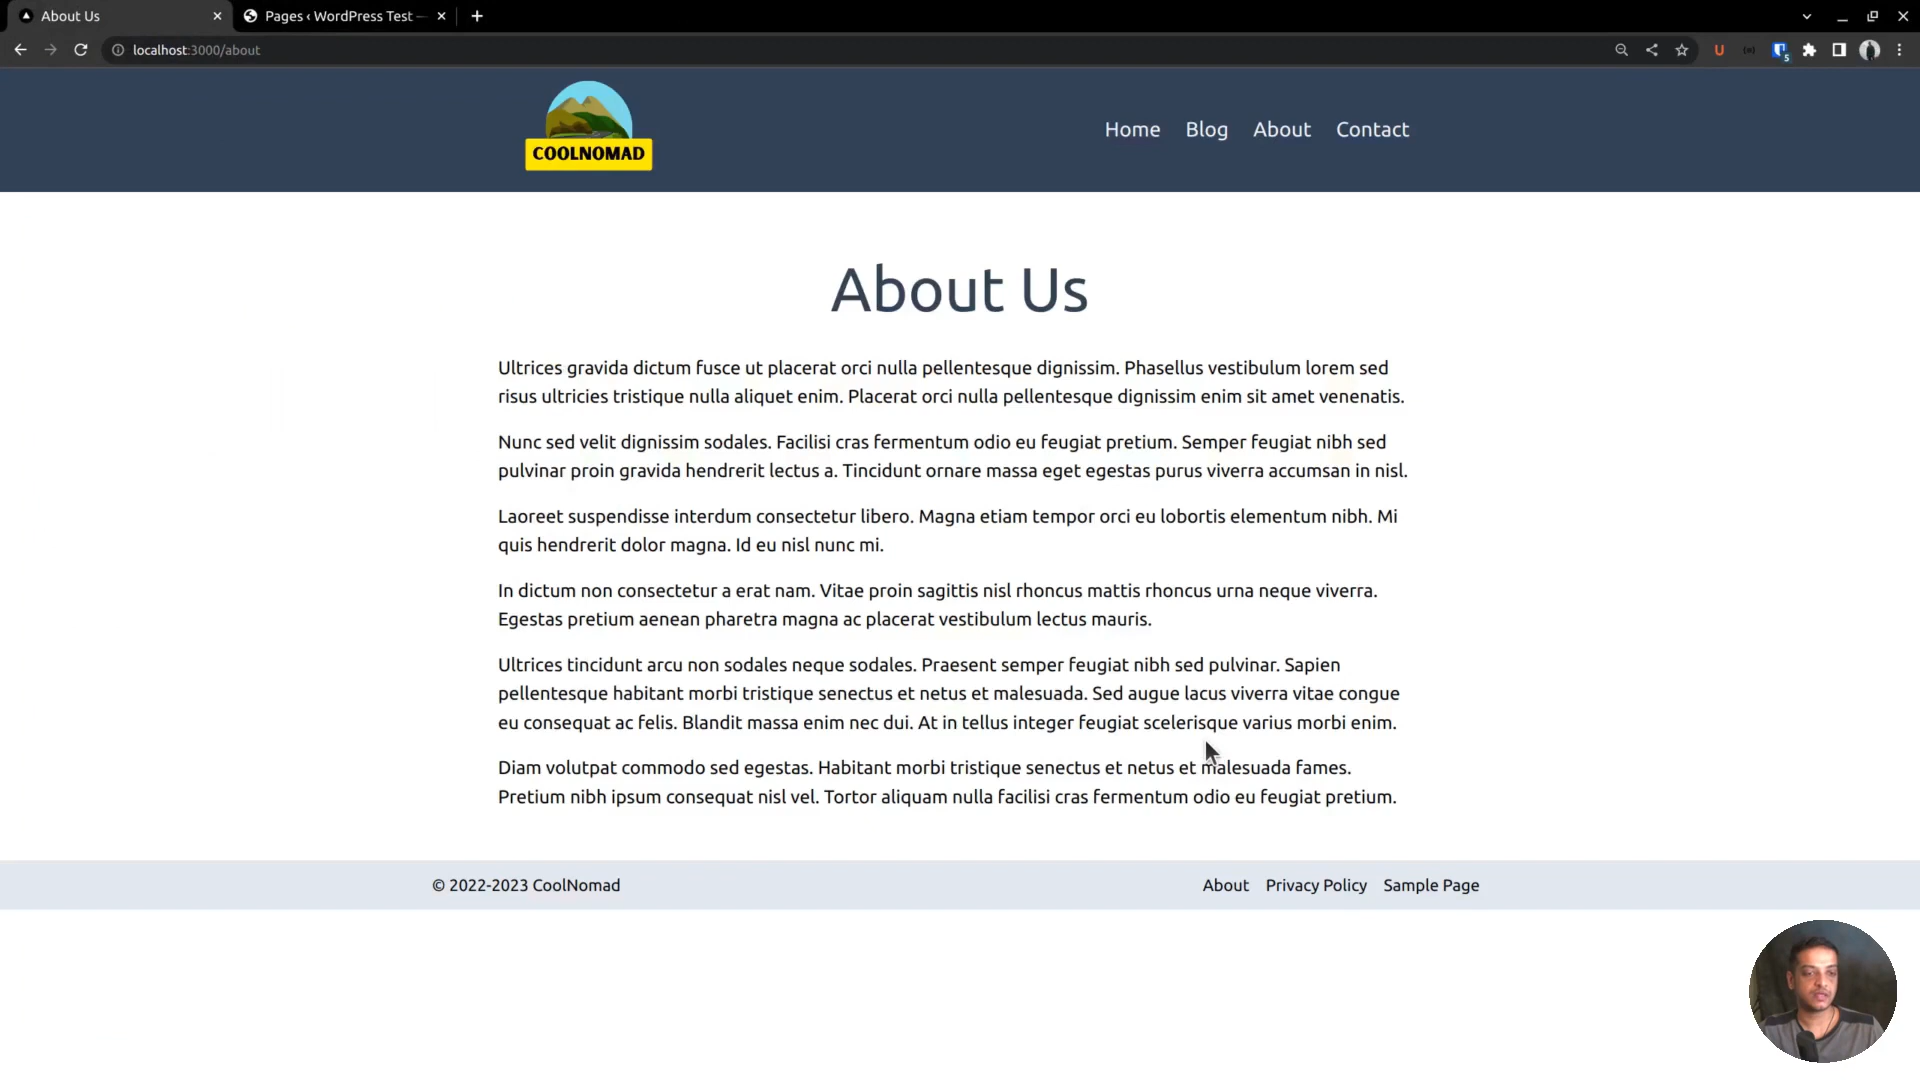 About Us
Pages ‹ WordPress Test —
localhost:3000/about
U
5
COOLNOMAD
Home Blog About Contact
About Us
Ultrices gravida dictum fusce ut placerat orci nulla pellentesque dignissim. Phasellus vestibulum lorem sed
risus ultricies tristique nulla aliquet enim. Placerat orci nulla pellentesque dignissim enim sit amet venenatis.
Nunc sed velit dignissim sodales. Facilisi cras fermentum odio eu feugiat pretium. Semper feugiat nibh sed
pulvinar proin gravida hendrerit lectus a. Tincidunt ornare massa eget egestas purus viverra accumsan in nisl.
Laoreet suspendisse interdum consectetur libero. Magna etiam tempor orci eu lobortis elementum nibh. Mi
quis hendrerit dolor magna. Id eu nisl nunc mi.
In dictum non consectetur a erat nam. Vitae proin sagittis nisl rhoncus mattis rhoncus urna neque viverra.
Egestas pretium aenean pharetra magna ac placerat vestibulum lectus mauris.
Ultrices tincidunt arcu non sodales neque sodales. Praesent semper feugiat nibh sed pulvinar. Sapien
pellentesque habitant morbi tristique senectus et netus et malesuada. Sed augue lacus viverra vitae congue
eu consequat ac felis. Blandit massa enim nec dui. At in tellus integer feugiat scelerisque varius morbi enim.
Diam volutpat commodo sed egestas. Habitant morbi tristique senectus et netus et malesuada fames.
Pretium nibh ipsum consequat nisl vel. Tortor aliquam nulla facilisi cras fermentum odio eu feugiat pretium.
© 2022-2023 CoolNomad
About Privacy Policy Sample Page